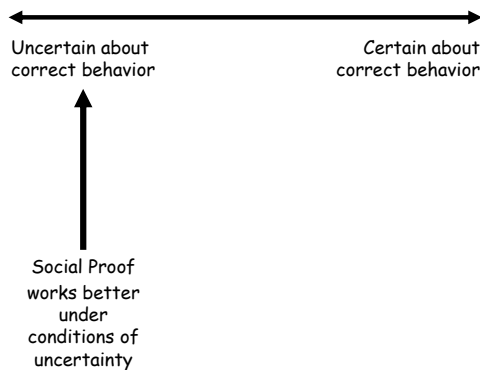 Uncertain about
correct behavior
Certain about
correct behavior
Social Proof
works better
under
conditions of
uncertainty